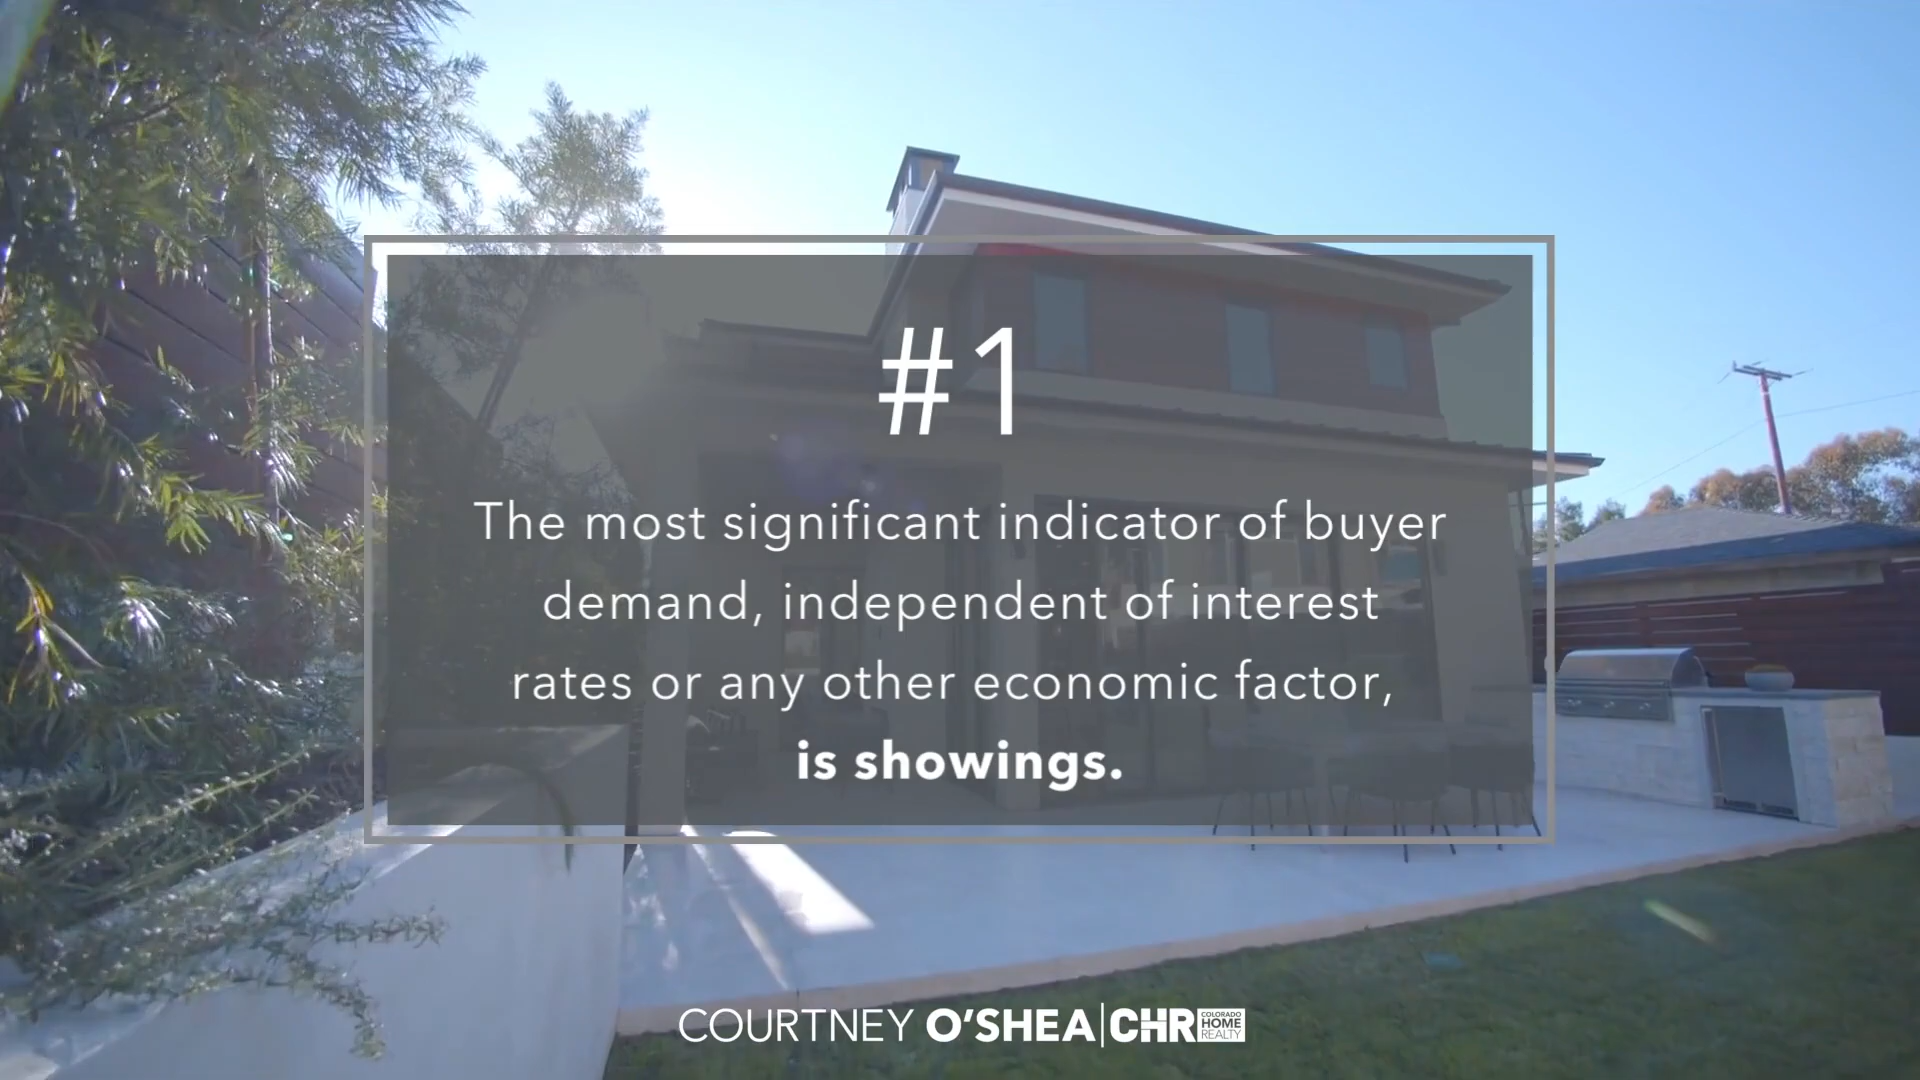 #1
The most significant indicator of buyer
demand, independent of interest
rates or any other economic factor,
is showings.
COURTNEY O'SHEA|CHR COLORADO HOME REALTY